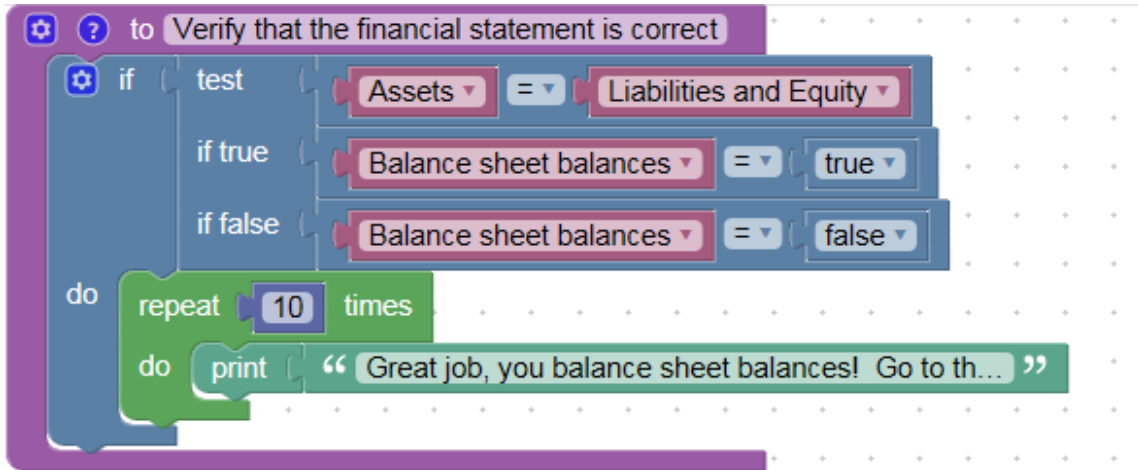 ? to Verify that the financial statement is correct
if test Assets = Liabilities and Equity
if true Balance sheet balances = true
if false Balance sheet balances = false
do repeat 10 times
do print “ Great job, you balance sheet balances! Go to th... ”